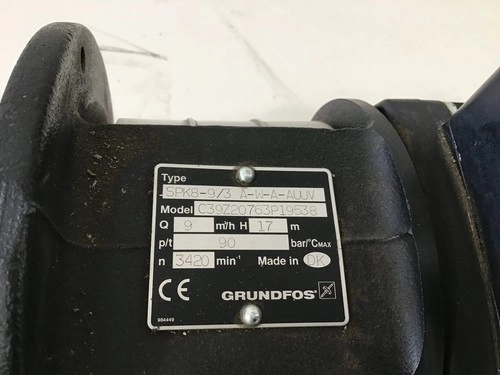 Type SPK8-9/3 A-W-A-AUUV
Model C39Z20763P19538
Q 9 m³/h H 17 m
p/t 90 bar/°CMAX
n 3420 min⁻¹ Made in DK
CE GRUNDFOS
984449